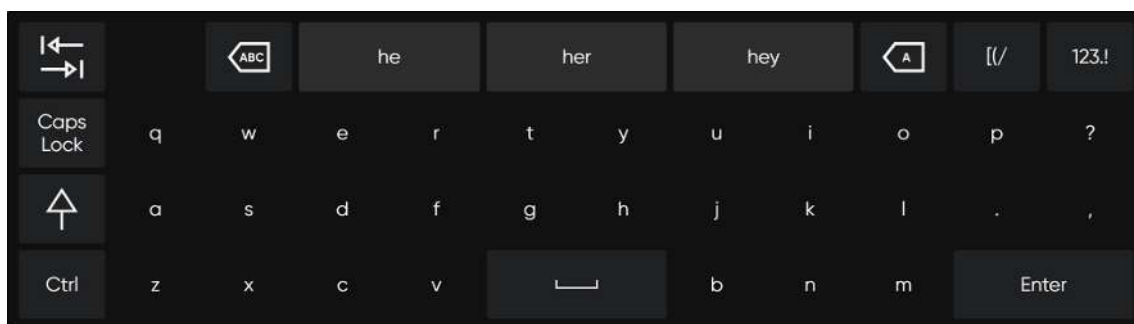 ABC he her hey A [(/ 123.!
Caps
Lock q w e r t y u i o p ?
a s d f g h j k l . ,
Ctrl z x c v b n m Enter